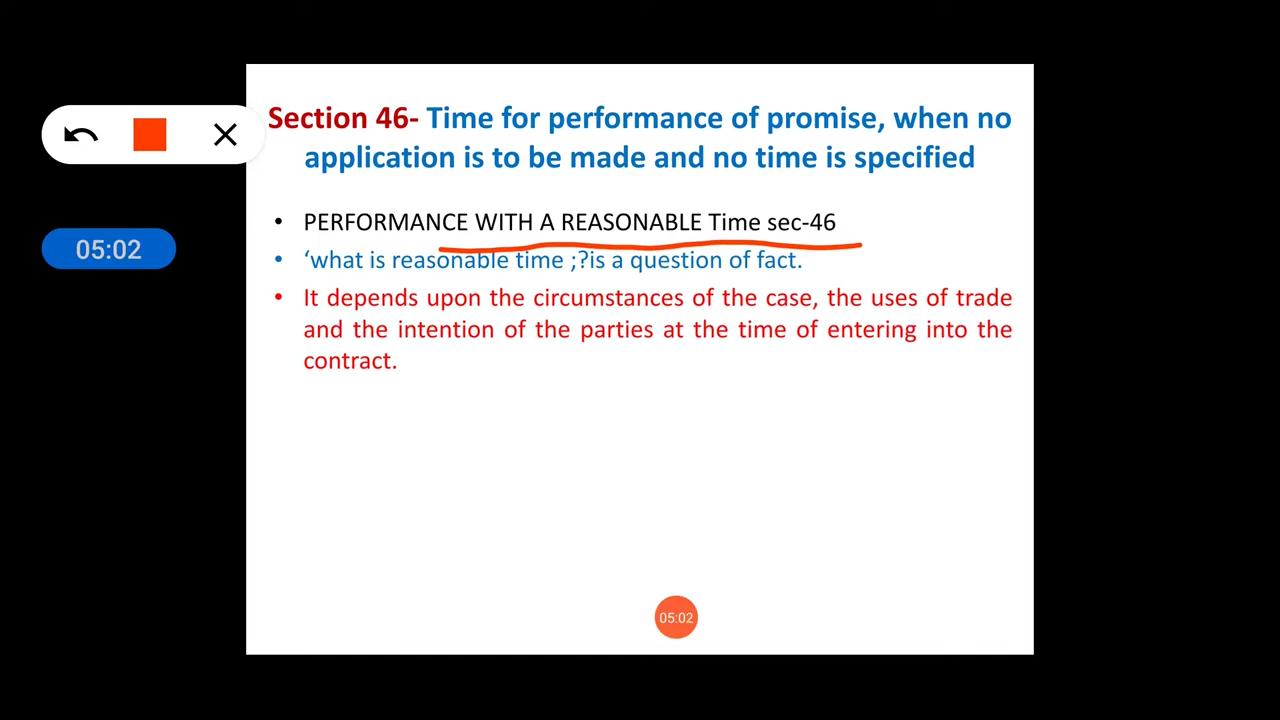 Section 46- Time for performance of promise, when no
application is to be made and no time is specified
• PERFORMANCE WITH A REASONABLE Time sec-46
05:02
• ‘what is reasonable time ;?is a question of fact.
• It depends upon the circumstances of the case, the uses of trade
and the intention of the parties at the time of entering into the
contract.
05:02